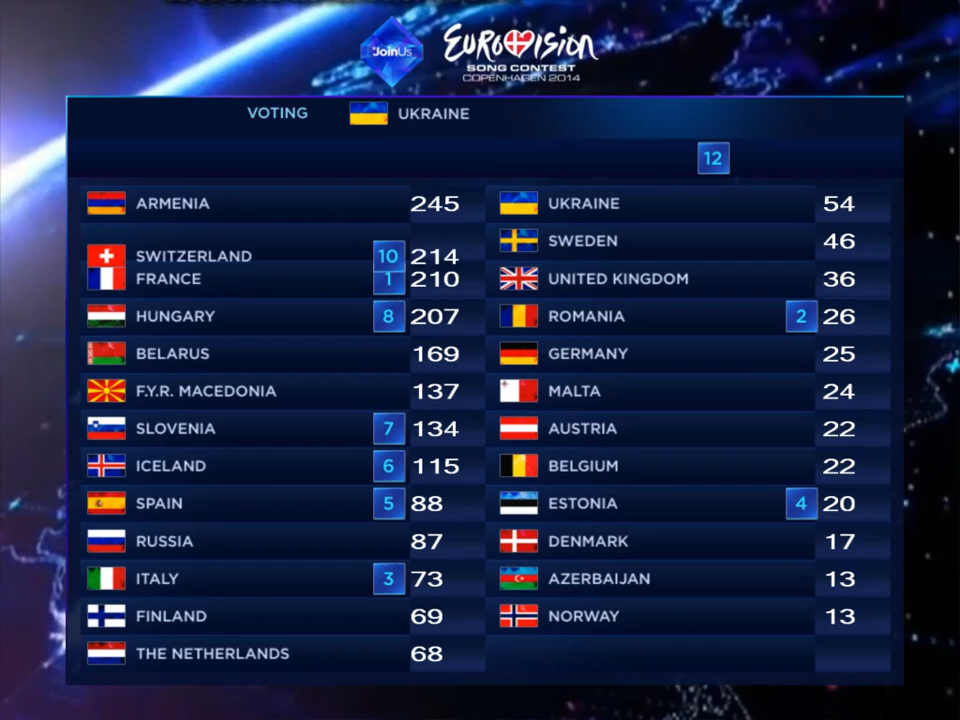 #JoinUs
EUROVISION
SONG CONTEST
COPENHAGEN 2014
VOTING UKRAINE
12
ARMENIA 245
SWITZERLAND 10 214
FRANCE 1 210
HUNGARY 8 207
BELARUS 169
F.Y.R. MACEDONIA 137
SLOVENIA 7 134
ICELAND 6 115
SPAIN 5 88
RUSSIA 87
ITALY 3 73
FINLAND 69
THE NETHERLANDS 68
UKRAINE 54
SWEDEN 46
UNITED KINGDOM 36
ROMANIA 2 26
GERMANY 25
MALTA 24
AUSTRIA 22
BELGIUM 22
ESTONIA 4 20
DENMARK 17
AZERBAIJAN 13
NORWAY 13